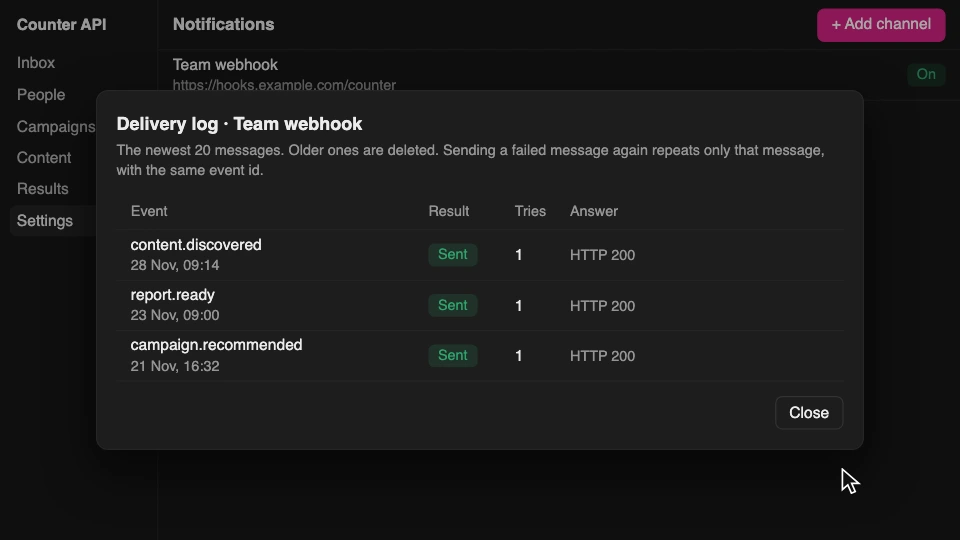 Counter API
Notifications
+ Add channel
Inbox
People
Campaigns
Content
Results
Settings
Team webhook
https://hooks.example.com/counter
On
Delivery log · Team webhook
The newest 20 messages. Older ones are deleted. Sending a failed message again repeats only that message,
with the same event id.
Event Result Tries Answer
content.discovered
28 Nov, 09:14
Sent 1 HTTP 200
report.ready
23 Nov, 09:00
Sent 1 HTTP 200
campaign.recommended
21 Nov, 16:32
Sent 1 HTTP 200
Close